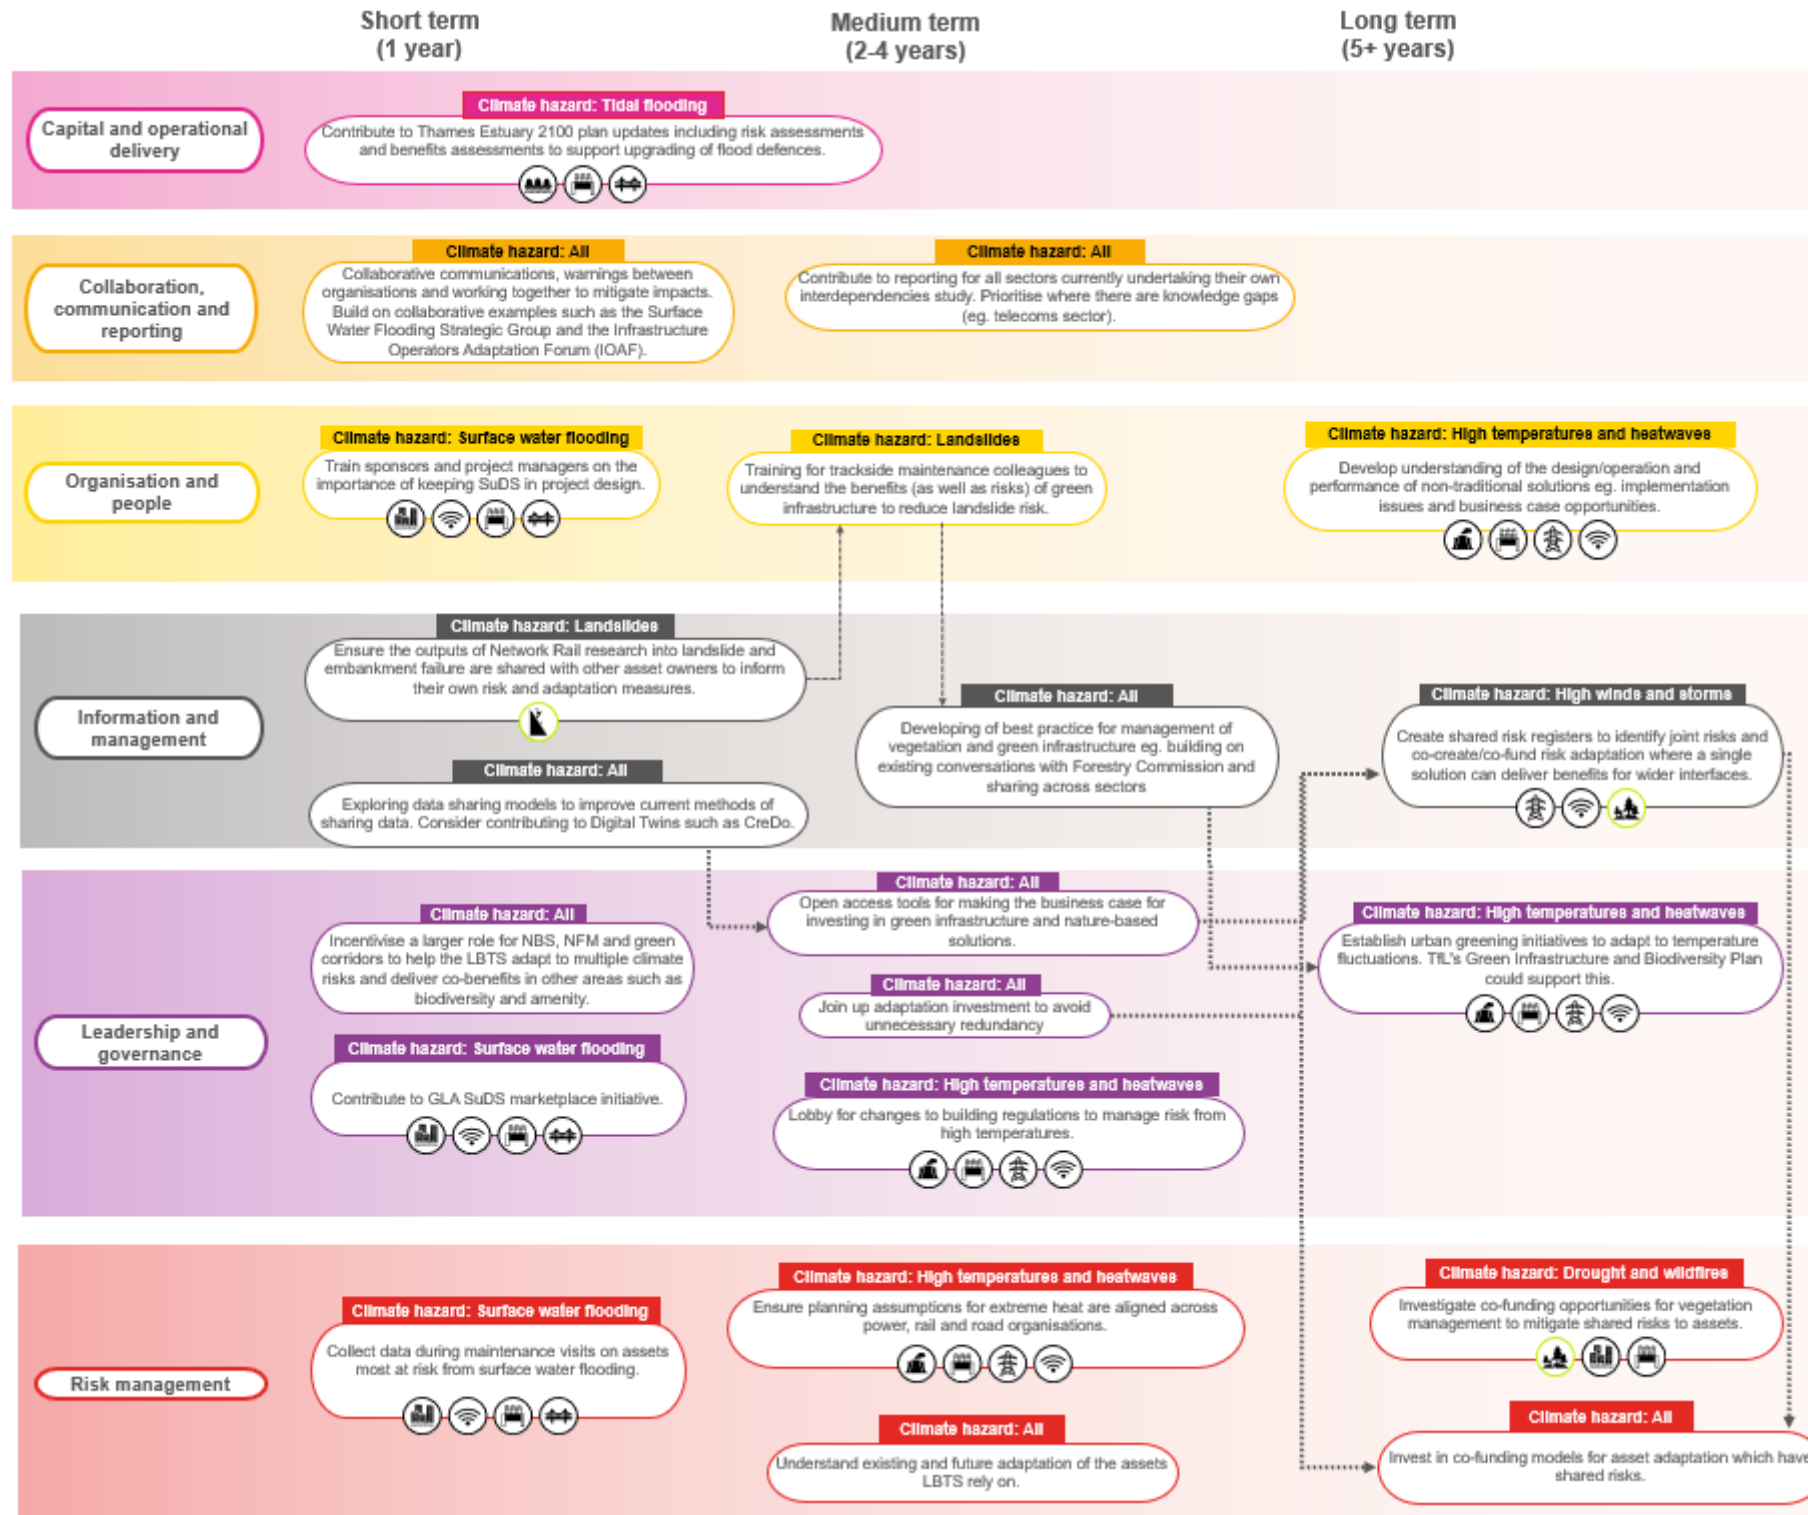 Short term
(1 year)
Medium term
(2-4 years)
Long term
(5+ years)
Capital and operational
delivery
Climate hazard: Tidal flooding
Contribute to Thames Estuary 2100 plan updates including risk assessments
and benefits assessments to support upgrading of flood defences.
Collaboration,
communication and
reporting
Climate hazard: All
Collaborative communications, warnings between
organisations and working together to mitigate impacts.
Build on collaborative examples such as the Surface
Water Flooding Strategic Group and the Infrastructure
Operators Adaptation Forum (IOAF).
Climate hazard: All
Contribute to reporting for all sectors currently undertaking their own
interdependencies study. Prioritise where there are knowledge gaps
(eg. telecoms sector).
Organisation and
people
Climate hazard: Surface water flooding
Train sponsors and project managers on the
importance of keeping SuDS in project design.
Climate hazard: Landslides
Training for trackside maintenance colleagues to
understand the benefits (as well as risks) of green
infrastructure to reduce landslide risk.
Climate hazard: High temperatures and heatwaves
Develop understanding of the design/operation and
performance of non-traditional solutions eg. implementation
issues and business case opportunities.
Information and
management
Climate hazard: Landslides
Ensure the outputs of Network Rail research into landslide and
embankment failure are shared with other asset owners to inform
their own risk and adaptation measures.
Climate hazard: All
Exploring data sharing models to improve current methods of
sharing data. Consider contributing to Digital Twins such as CreDo.
Climate hazard: All
Developing of best practice for management of
vegetation and green infrastructure eg. building on
existing conversations with Forestry Commission and
sharing across sectors
Climate hazard: High winds and storms
Create shared risk registers to identify joint risks and
co-create/co-fund risk adaptation where a single
solution can deliver benefits for wider interfaces.
Leadership and
governance
Climate hazard: All
Incentivise a larger role for NBS, NFM and green
corridors to help the LBTS adapt to multiple climate
risks and deliver co-benefits in other areas such as
biodiversity and amenity.
Climate hazard: Surface water flooding
Contribute to GLA SuDS marketplace initiative.
Climate hazard: All
Open access tools for making the business case for
investing in green infrastructure and nature-based
solutions.
Climate hazard: All
Join up adaptation investment to avoid
unnecessary redundancy
Climate hazard: High temperatures and heatwaves
Lobby for changes to building regulations to manage risk from
high temperatures.
Climate hazard: High temperatures and heatwaves
Establish urban greening initiatives to adapt to temperature
fluctuations. TfL's Green Infrastructure and Biodiversity Plan
could support this.
Risk management
Climate hazard: Surface water flooding
Collect data during maintenance visits on assets
most at risk from surface water flooding.
Climate hazard: High temperatures and heatwaves
Ensure planning assumptions for extreme heat are aligned across
power, rail and road organisations.
Climate hazard: All
Understand existing and future adaptation of the assets
LBTS rely on.
Climate hazard: Drought and wildfires
Investigate co-funding opportunities for vegetation
management to mitigate shared risks to assets.
Climate hazard: All
Invest in co-funding models for asset adaptation which have
shared risks.